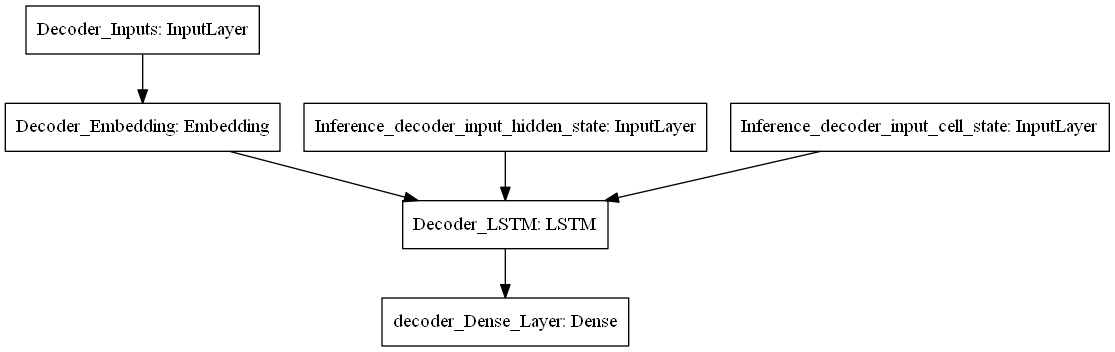 Decoder_Inputs: InputLayer
Decoder_Embedding: Embedding
Inference_decoder_input_hidden_state: InputLayer
Inference_decoder_input_cell_state: InputLayer
Decoder_LSTM: LSTM
decoder_Dense_Layer: Dense